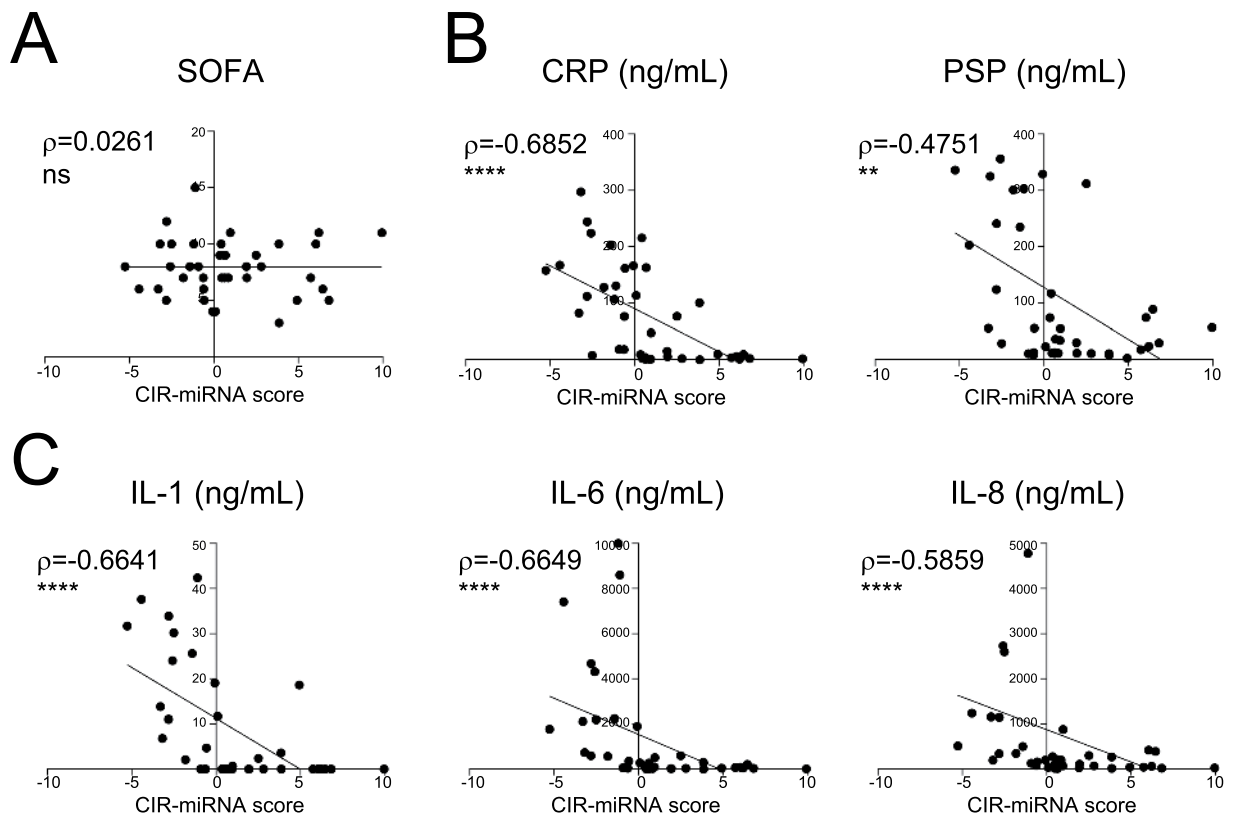 A
B
SOFA
CRP (ng/mL)
PSP (ng/mL)
ρ=0.0261
ns
20
15
10
5
-10 -5 0 5 10
CIR-miRNA score
ρ=-0.6852
****
400
300
200
100
-10 -5 0 5 10
CIR-miRNA score
ρ=-0.4751
**
400
300
200
100
-10 -5 0 5 10
CIR-miRNA score
C
IL-1 (ng/mL)
IL-6 (ng/mL)
IL-8 (ng/mL)
ρ=-0.6641
****
50
40
30
20
10
-10 -5 0 5 10
CIR-miRNA score
ρ=-0.6649
****
10000
8000
6000
4000
2000
-10 -5 0 5 10
CIR-miRNA score
ρ=-0.5859
****
5000
4000
3000
2000
1000
-10 -5 0 5 10
CIR-miRNA score